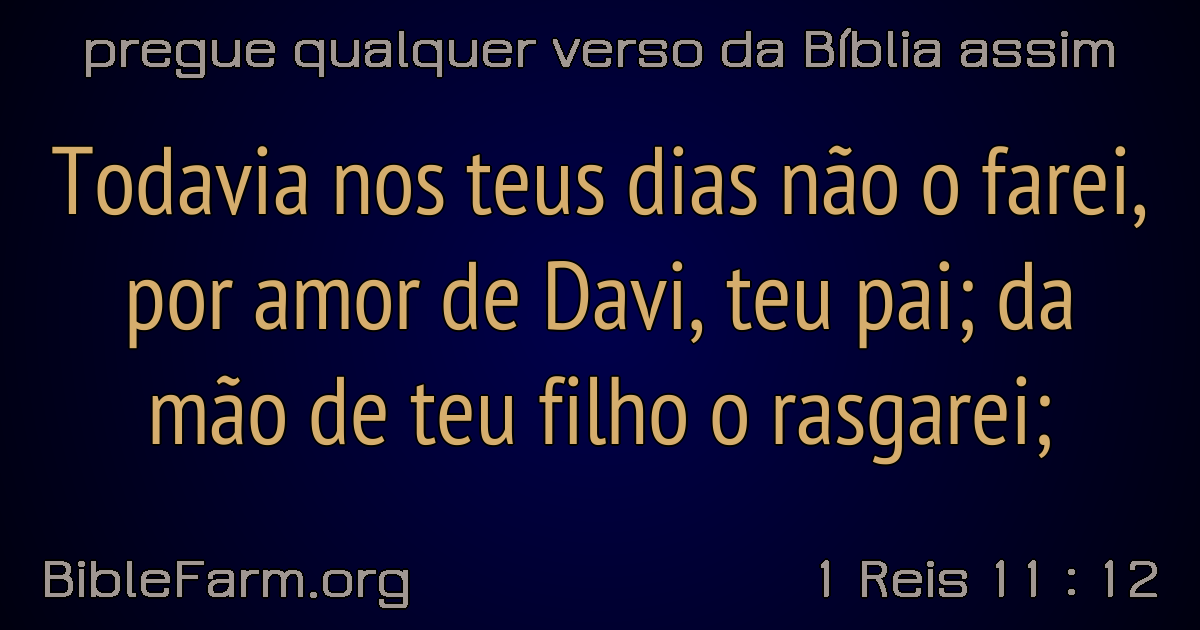 pregue qualquer verso da Bíblia assim
Todavia nos teus dias não o farei,
por amor de Davi, teu pai; da
mão de teu filho o rasgarei;
BibleFarm.org
1 Reis 11 : 12